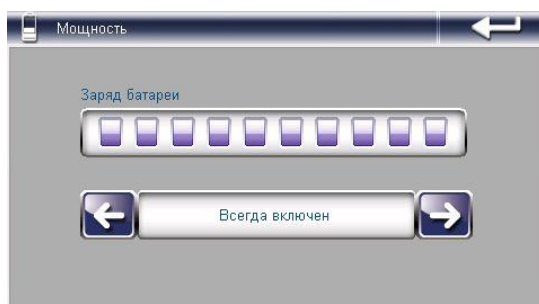 Мощность
Заряд батареи
Всегда включен